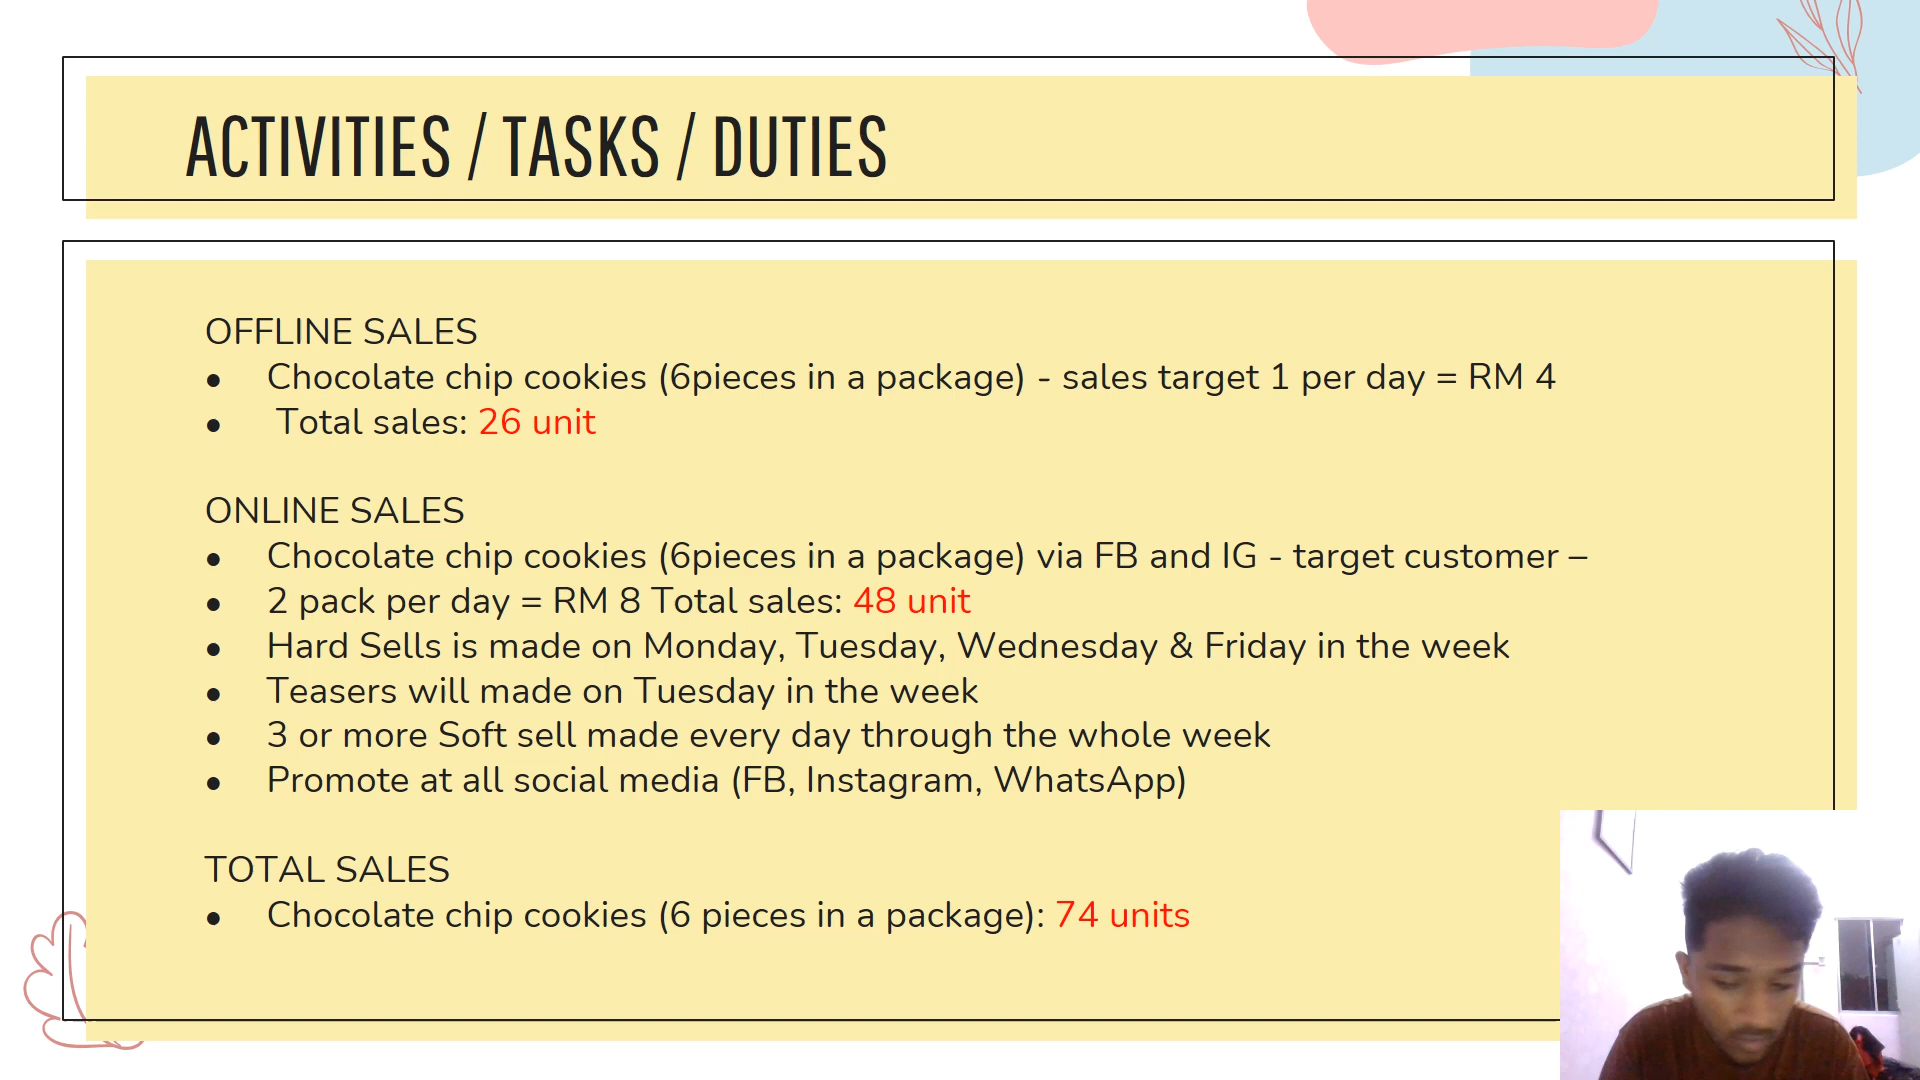 ACTIVITIES / TASKS / DUTIES
OFFLINE SALES
● Chocolate chip cookies (6pieces in a package) - sales target 1 per day = RM 4
● Total sales: 26 unit
ONLINE SALES
● Chocolate chip cookies (6pieces in a package) via FB and IG - target customer –
● 2 pack per day = RM 8 Total sales: 48 unit
● Hard Sells is made on Monday, Tuesday, Wednesday & Friday in the week
● Teasers will made on Tuesday in the week
● 3 or more Soft sell made every day through the whole week
● Promote at all social media (FB, Instagram, WhatsApp)
TOTAL SALES
● Chocolate chip cookies (6 pieces in a package): 74 units